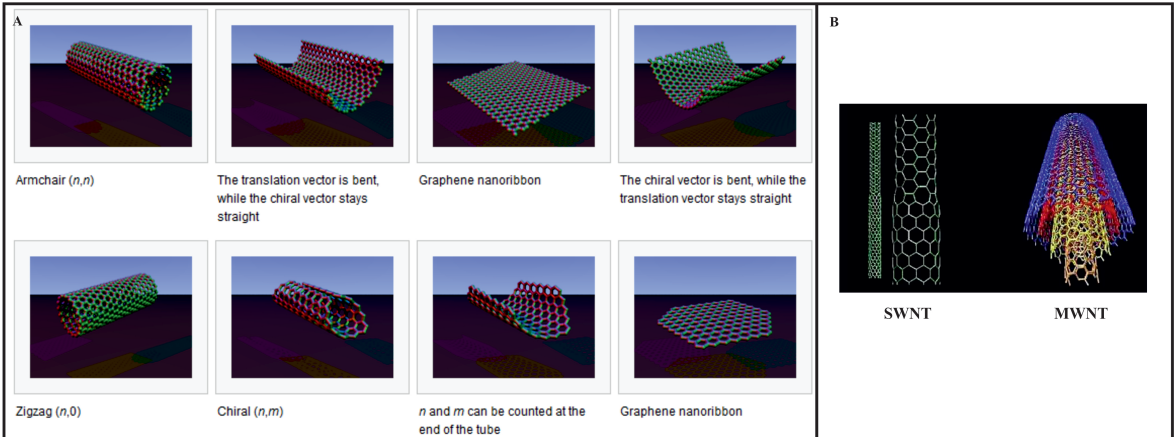 A
B
Armchair (n,n)
The translation vector is bent,
while the chiral vector stays
straight
Graphene nanoribbon
The chiral vector is bent, while the
translation vector stays straight
Zigzag (n,0)
Chiral (n,m)
n and m can be counted at the
end of the tube
Graphene nanoribbon
SWNT
MWNT